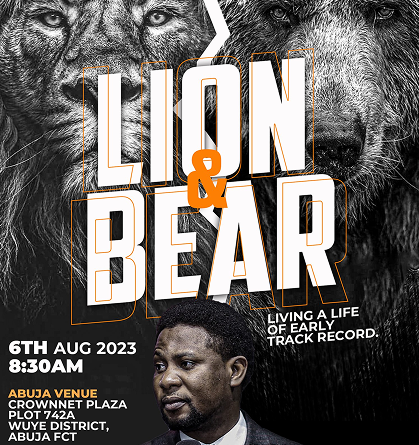 LION
&
BEAR
LIVING A LIFE
OF EARLY
TRACK RECORD.
6TH AUG 2023
8:30AM
ABUJA VENUE
CROWNNET PLAZA
PLOT 742A
WUYE DISTRICT,
ABUJA FCT